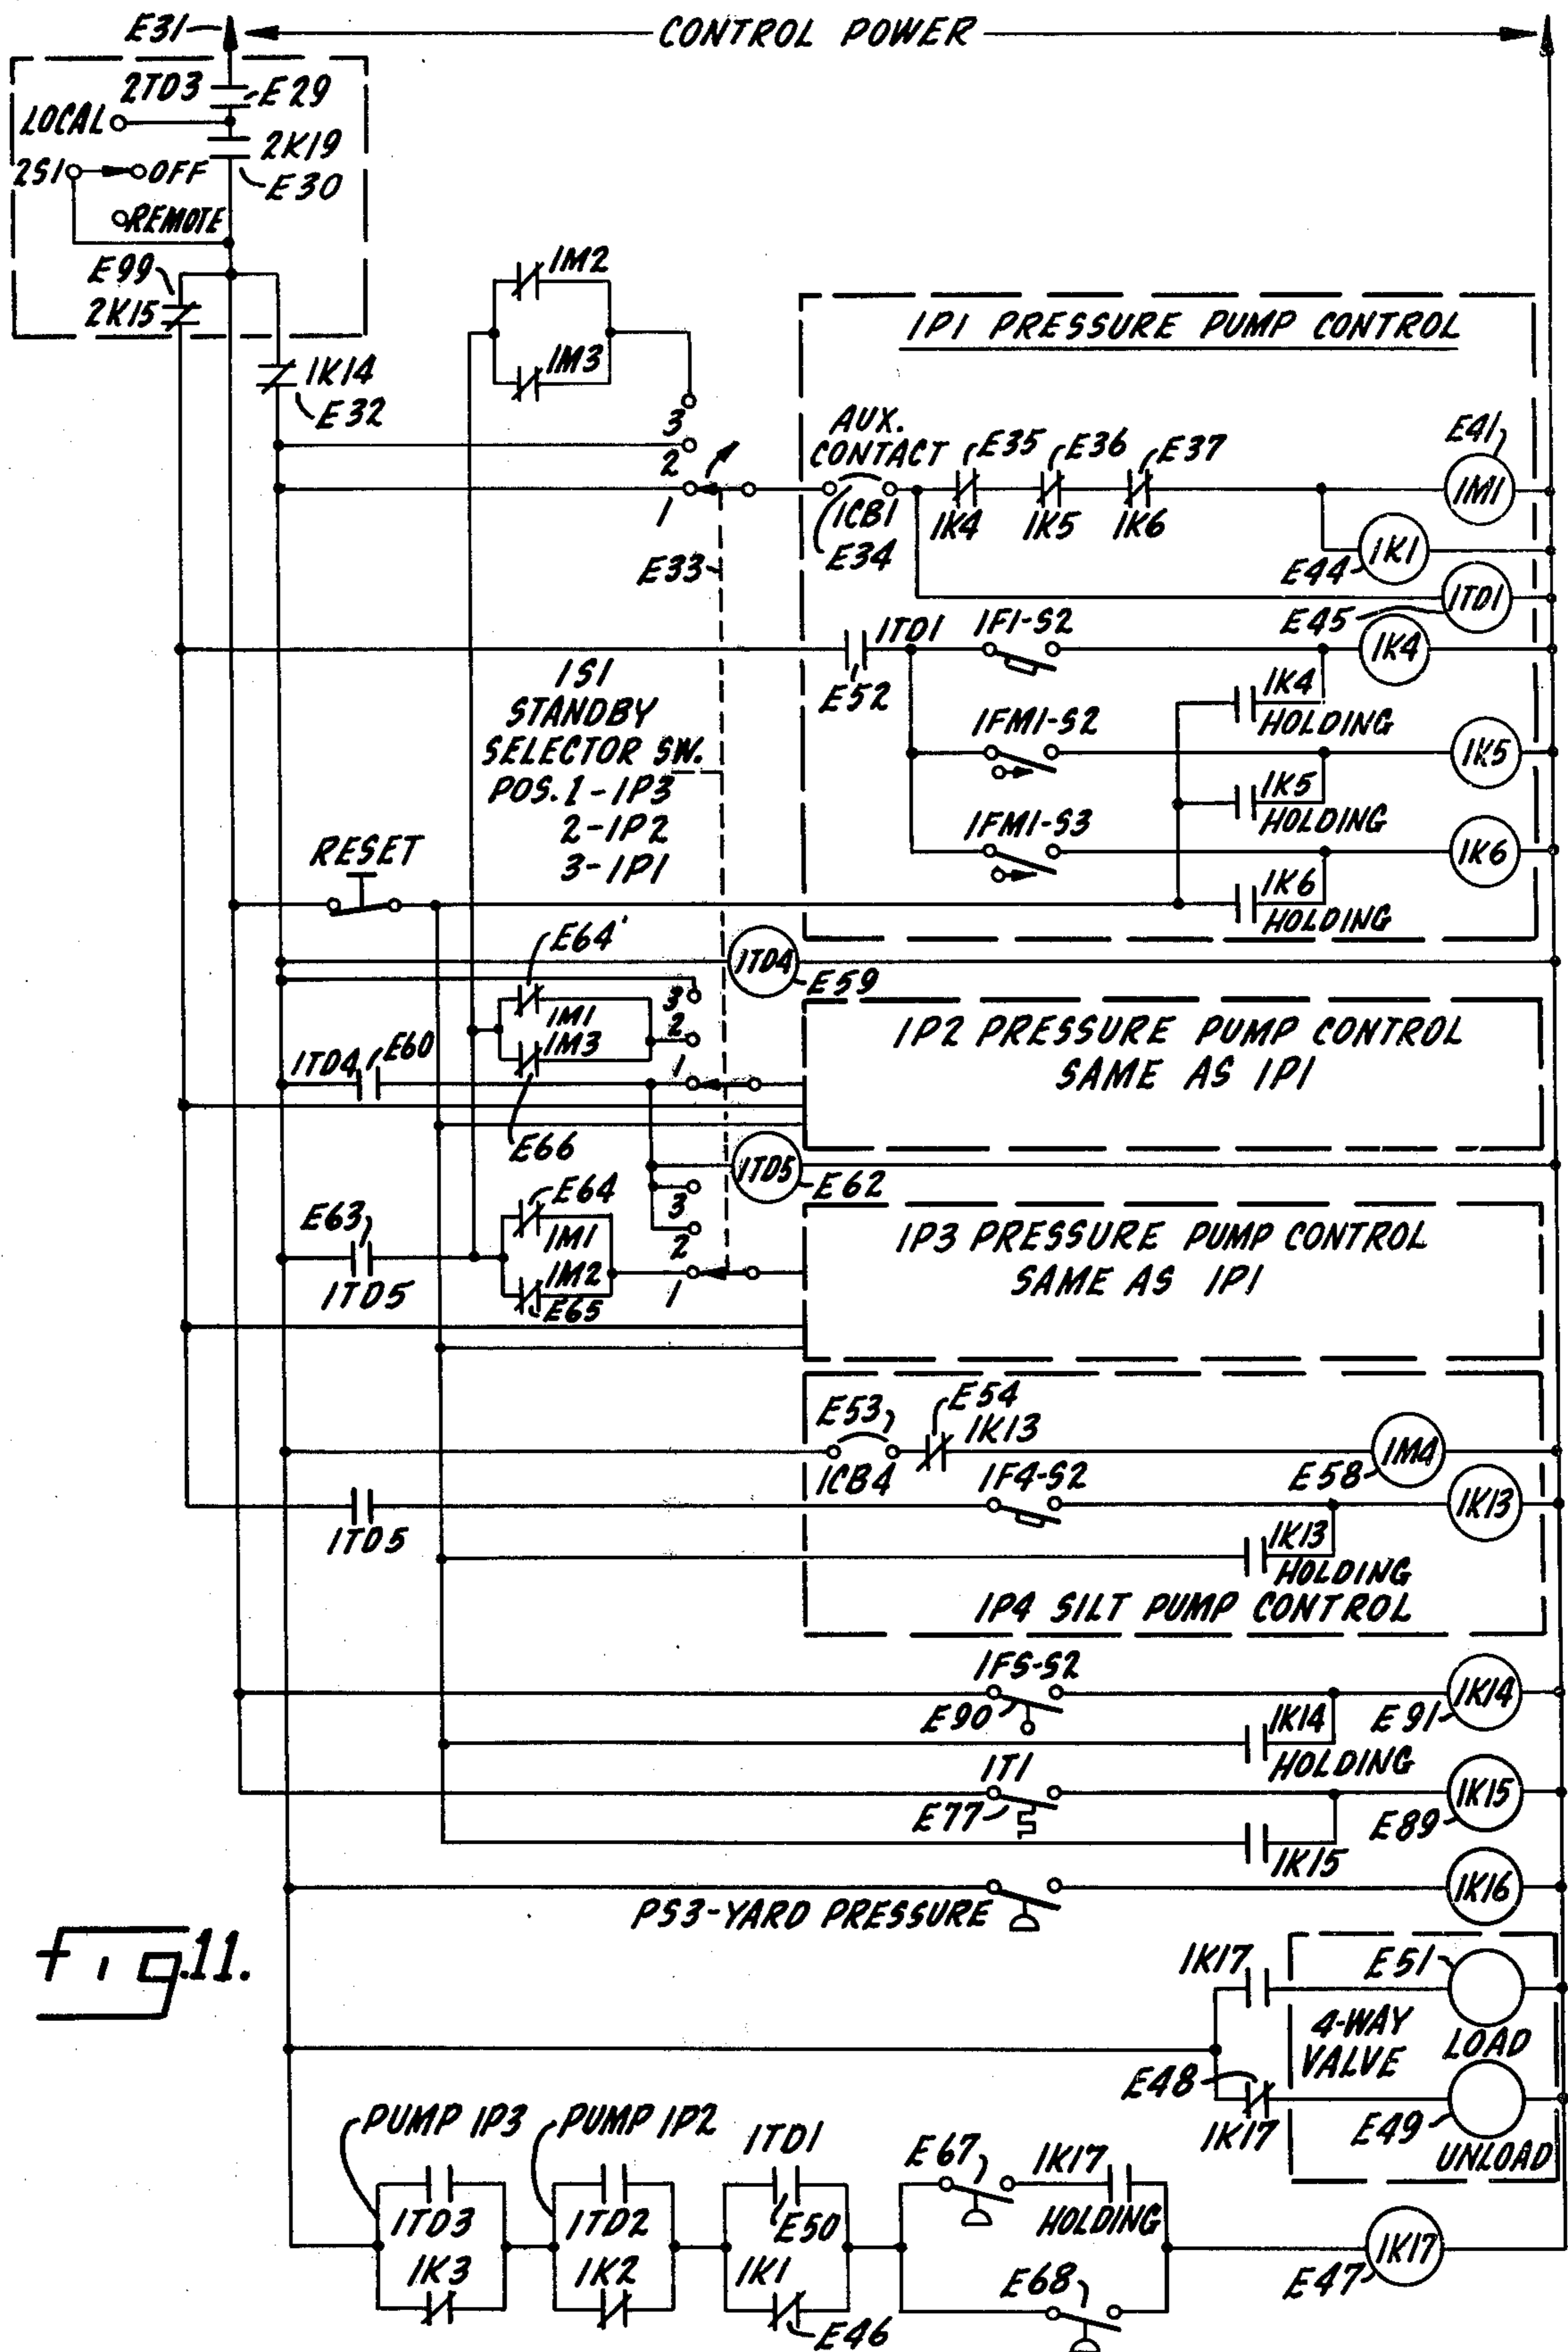 E31
CONTROL POWER
2TD3
E29
LOCAL
2K19
2S1
OFF
E30
REMOTE
E99
2K15
1M2
1M3
1P1 PRESSURE PUMP CONTROL
1K14
E32
3
2
1
AUX.
CONTACT
E35
E36
E37
E41
1M1
1CB1
E34
1K4
1K5
1K6
E33
E44
1K1
1TD1
E45
1TD1
1F1-S2
1K4
E52
1K4
HOLDING
1S1
STANDBY
SELECTOR SW.
POS. 1-1P3
2-1P2
3-1P1
1FM1-S2
1K5
1K5
HOLDING
1FM1-S3
1K6
1K6
HOLDING
RESET
E64'
1TD4
E59
3
2
1
1M1
1M3
1TD4
E60
E66
1P2 PRESSURE PUMP CONTROL
SAME AS 1P1
1TD5
E62
E63
E64
1M1
1M2
E65
1TD5
3
2
1
1P3 PRESSURE PUMP CONTROL
SAME AS 1P1
E53
E54
1K13
1CB4
1M4
E58
1TD5
1F4-S2
1K13
1K13
HOLDING
1P4 SILT PUMP CONTROL
1FS-S2
E90
1K14
E91
1K14
HOLDING
1T1
E77
1K15
E89
1K15
PS3-YARD PRESSURE
1K16
Fig. 11.
1K17
E51
4-WAY
VALVE
LOAD
E48
1K17
E49
UNLOAD
PUMP 1P3
PUMP 1P2
1TD1
E67
1K17
HOLDING
1TD3
1TD2
E50
1K3
1K2
1K1
E46
E68
1K17
E47